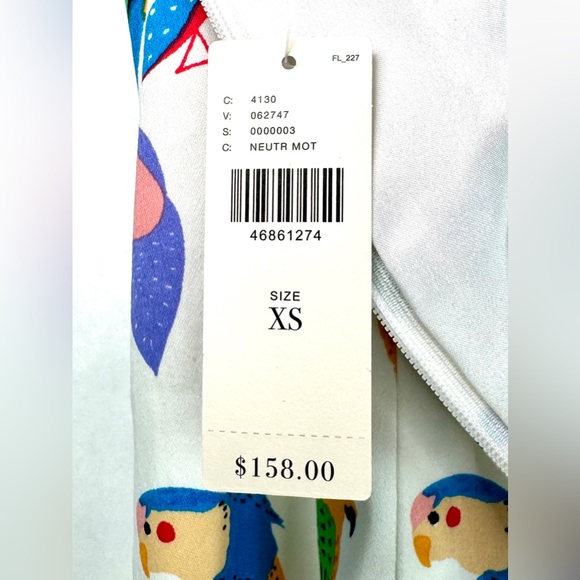 FL_227
C: 4130
V: 062747
S: 0000003
C: NEUTR MOT
46861274
SIZE
XS
$158.00